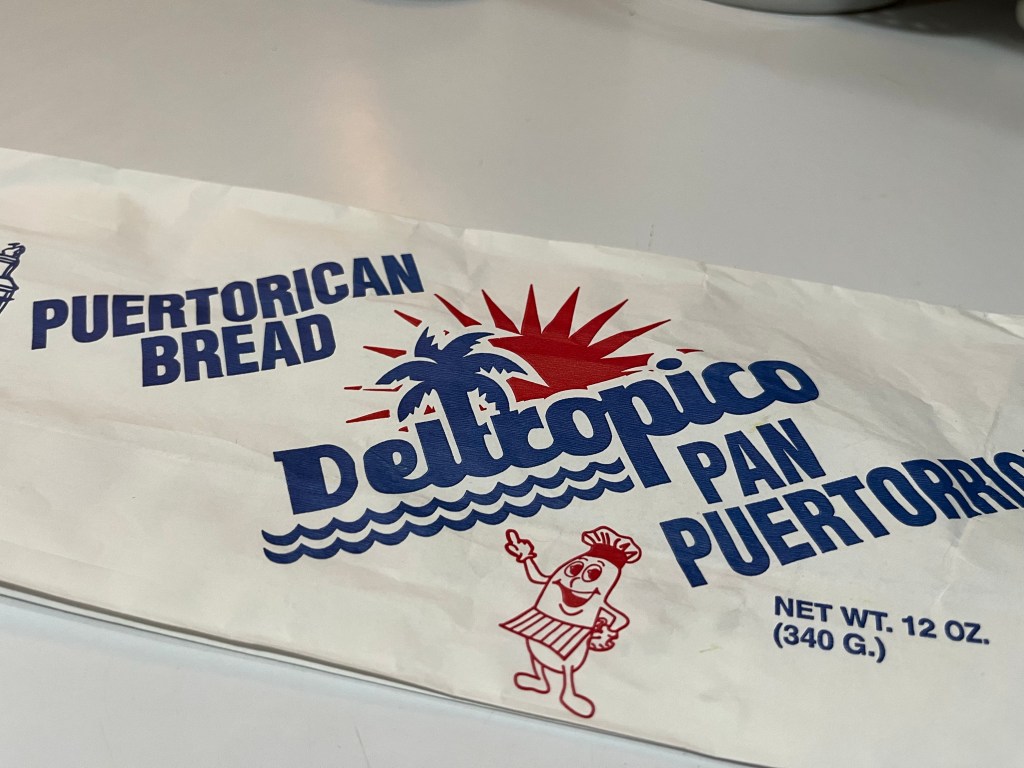 PUERTORICAN
BREAD
Deltropico
PAN
NET WT. 12 OZ.
(340 G.)